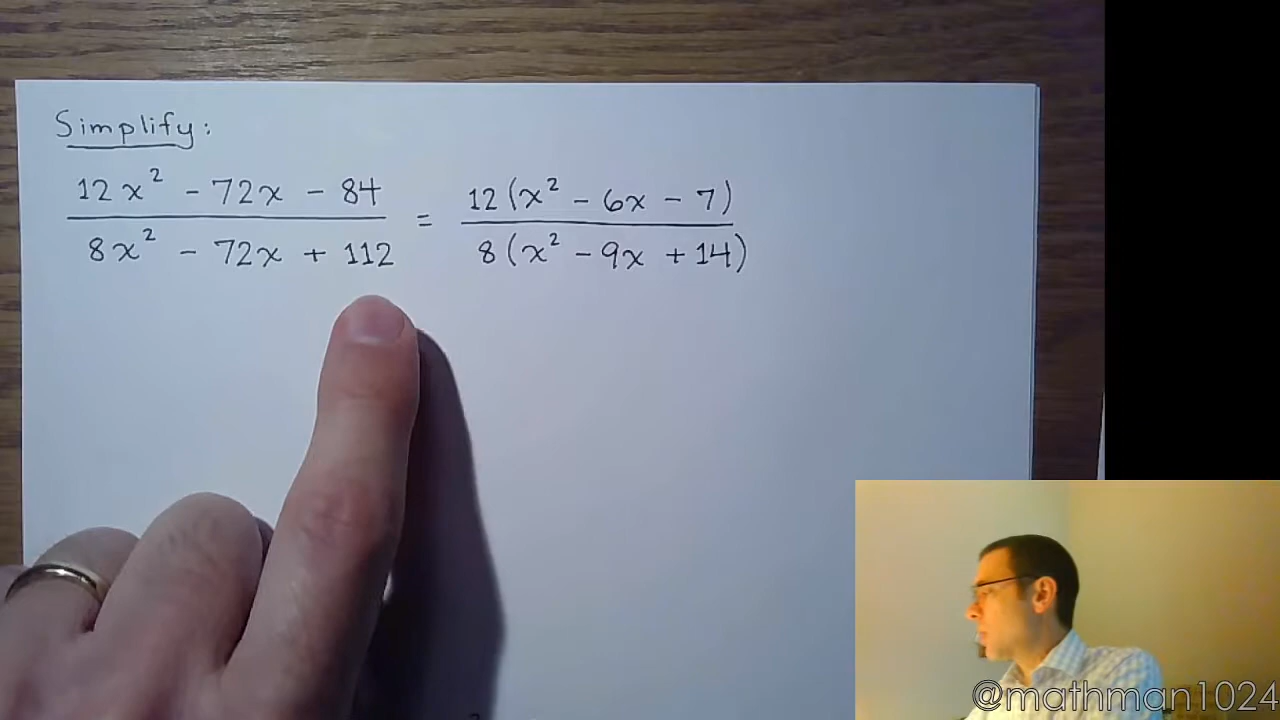 Simplify:
12x² - 72x - 84 = 12(x² - 6x - 7)
8x² - 72x + 112 8(x² - 9x + 14)
@mathman1024